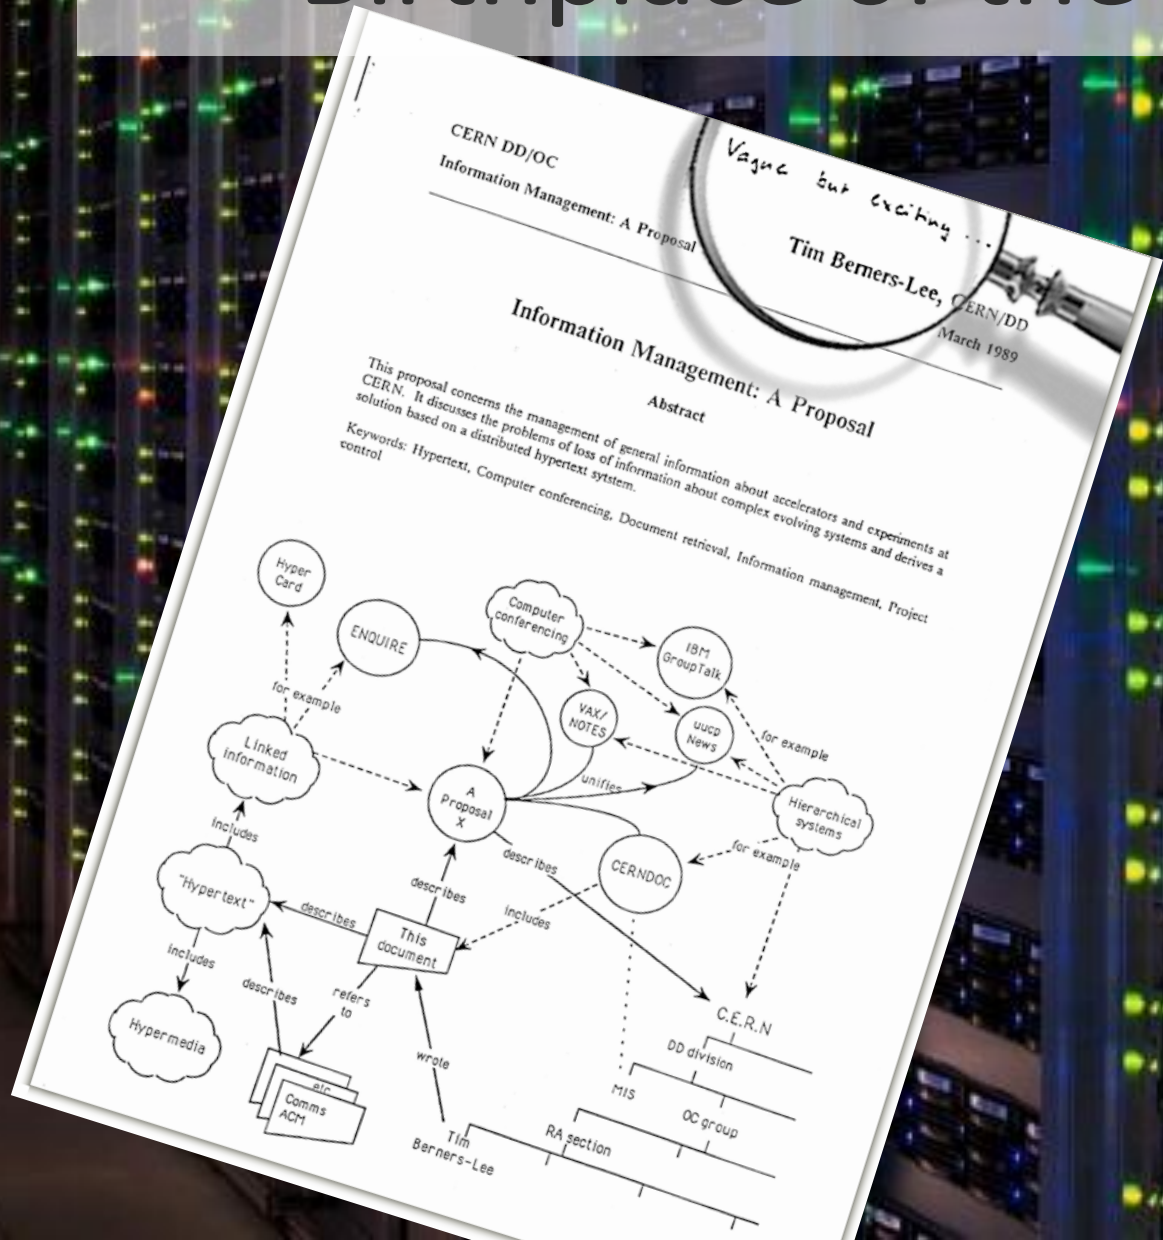 Birthplace of the
Vague but exciting ...
CERN DD/OC
Tim Berners-Lee, CERN/DD
Information Management: A Proposal
March 1989
Information Management: A Proposal
Abstract
This proposal concerns the management of general information about accelerators and experiments at
CERN. It discusses the problems of loss of information about complex evolving systems and derives a
solution based on a distributed hypertext sytstem.
Keywords: Hypertext, Computer conferencing, Document retrieval, Information management, Project
control
Hyper
Card
ENQUIRE
Computer
conferencing
IBM
GroupTalk
for example
VAX/
NOTES
uucp
News
for example
Linked
information
A
Proposal
X
unifies
Hierarchical
systems
includes
describes
CERNDOC
for example
"Hypertext"
describes
describes
includes
This
document
includes
describes
refers
to
C.E.R.N
Hypermedia
DD division
wrote
MIS
OC group
etc
Comms
ACM
RA section
Tim
Berners-Lee